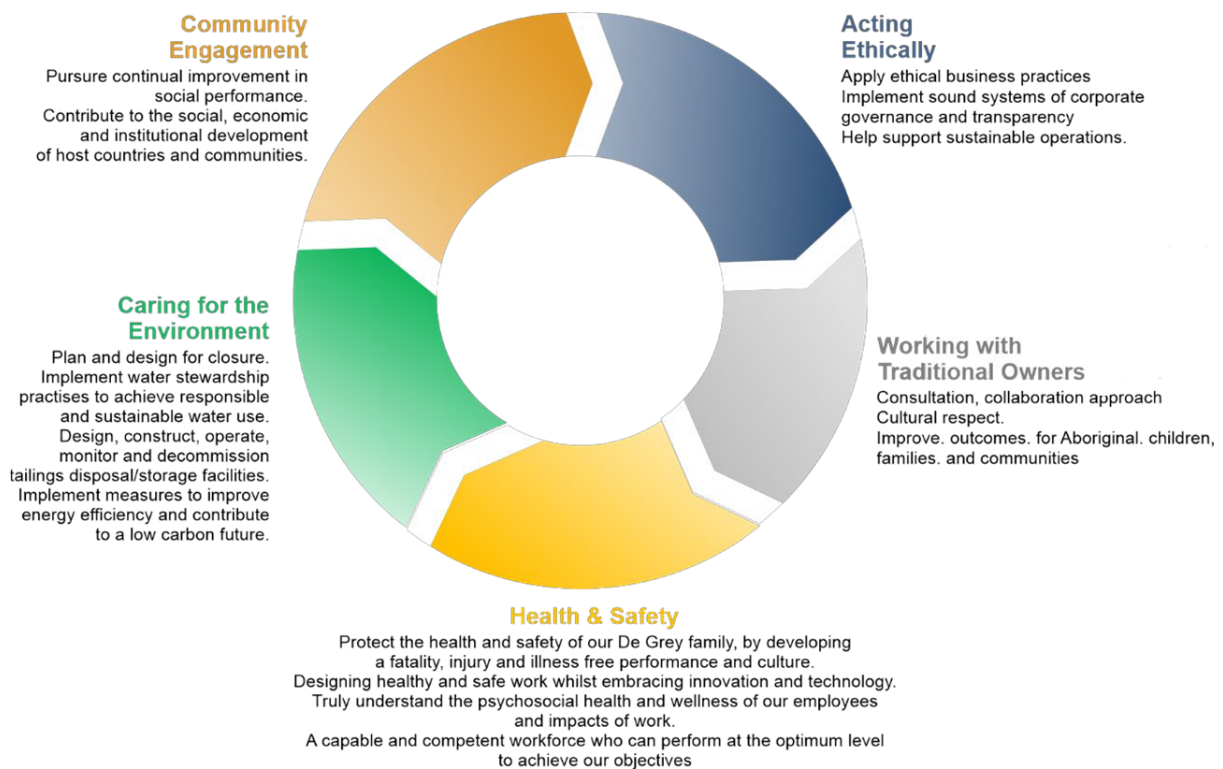 Community
Engagement
Pursure continual improvement in
social performance.
Contribute to the social, economic
and institutional development
of host countries and communities.
Acting
Ethically
Apply ethical business practices
Implement sound systems of corporate
governance and transparency
Help support sustainable operations.
Caring for the
Environment
Plan and design for closure.
Implement water stewardship
practises to achieve responsible
and sustainable water use.
Design, construct, operate,
monitor and decommission
tailings disposal/storage facilities.
Implement measures to improve
energy efficiency and contribute
to a low carbon future.
Working with
Traditional Owners
Consultation, collaboration approach
Cultural respect.
Improve. outcomes. for Aboriginal. children,
families. and communities
Health & Safety
Protect the health and safety of our De Grey family, by developing
a fatality, injury and illness free performance and culture.
Designing healthy and safe work whilst embracing innovation and technology.
Truly understand the psychosocial health and wellness of our employees
and impacts of work.
A capable and competent workforce who can perform at the optimum level
to achieve our objectives